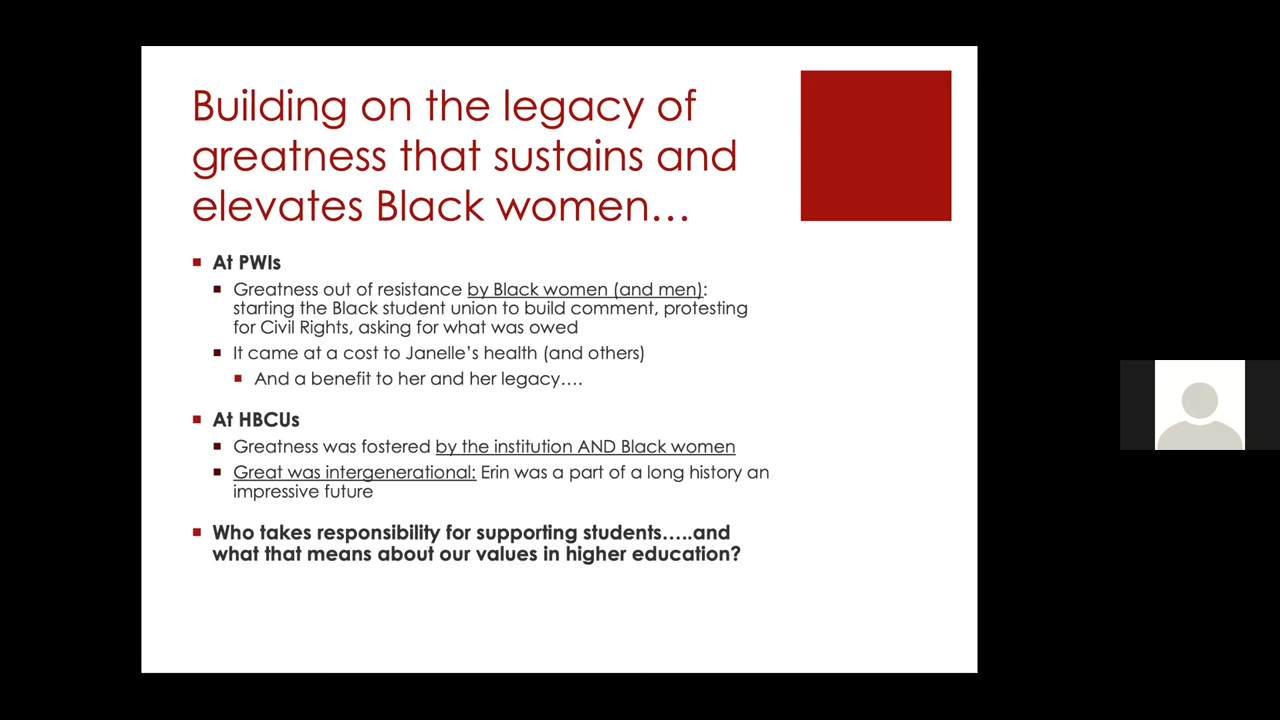 Building on the legacy of
greatness that sustains and
elevates Black women…
At PWIs
Greatness out of resistance by Black women (and men):
starting the Black student union to build comment, protesting
for Civil Rights, asking for what was owed
It came at a cost to Janelle's health (and others)
And a benefit to her and her legacy….
At HBCUs
Greatness was fostered by the institution AND Black women
Great was intergenerational: Erin was a part of a long history an
impressive future
Who takes responsibility for supporting students…..and
what that means about our values in higher education?